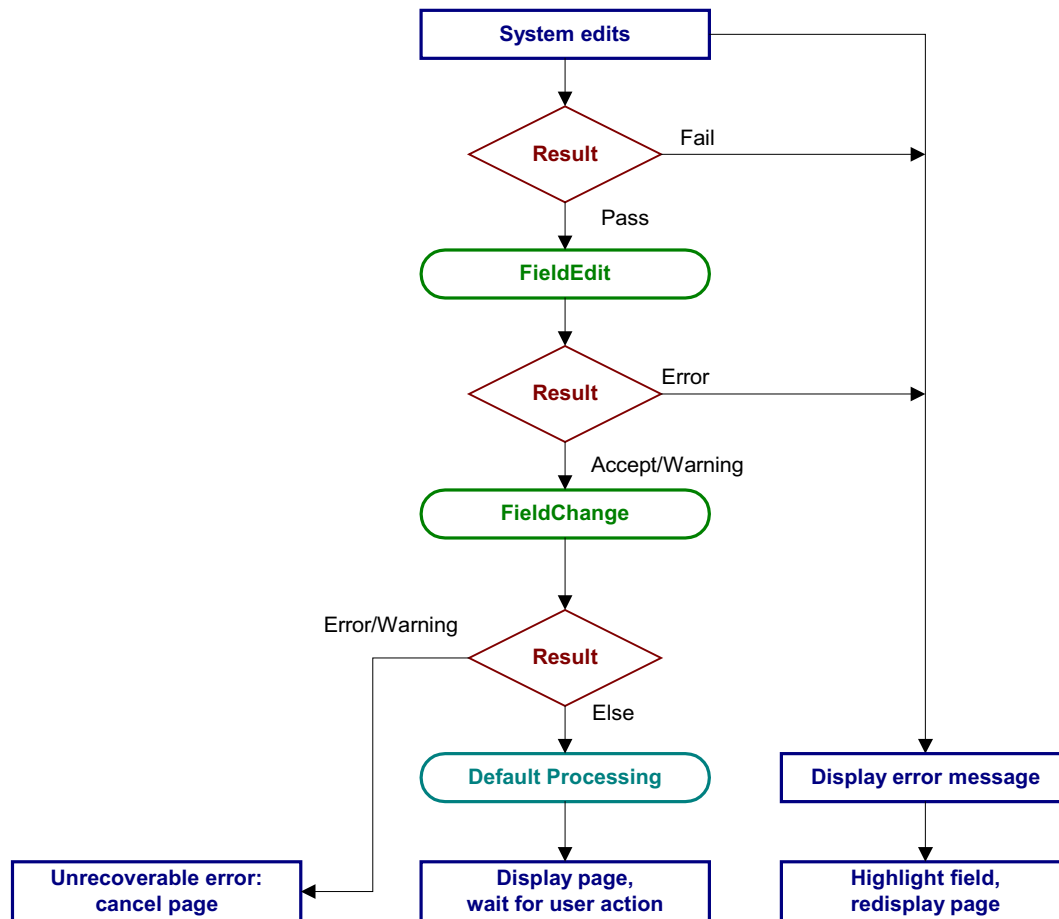 System edits
Result
Fail
Pass
FieldEdit
Result
Error
Accept/Warning
FieldChange
Error/Warning
Result
Else
Default Processing
Display error message
Unrecoverable error:
cancel page
Display page,
wait for user action
Highlight field,
redisplay page